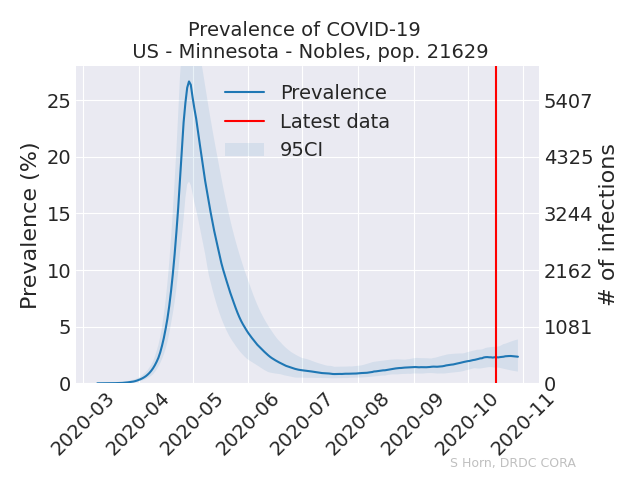 Prevalence of COVID-19
US - Minnesota - Nobles, pop. 21629
Prevalence
Latest data
95CI
Prevalence (%)
25
20
15
10
5
0
5407
4325
3244
2162
1081
0
# of infections
2020-03
2020-04
2020-05
2020-06
2020-07
2020-08
2020-09
2020-10
2020-11
S Horn, DRDC CORA